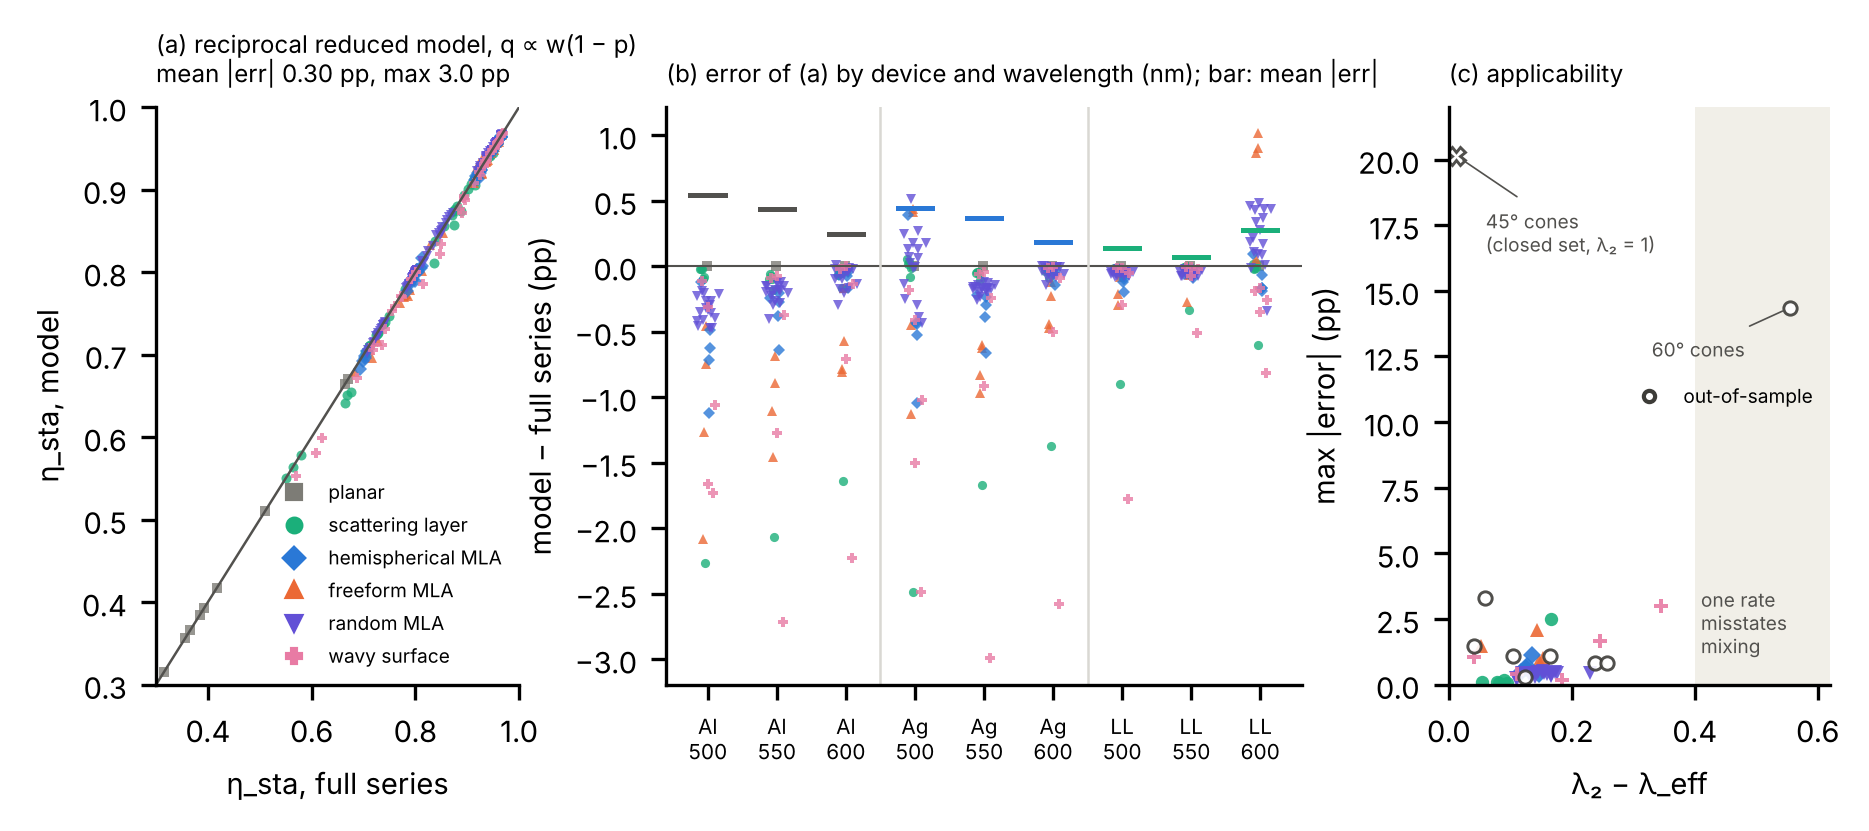 (a) reciprocal reduced model, q ∝ w(1 − p)
mean |err| 0.30 pp, max 3.0 pp
η_sta, model
1.0
0.9
0.8
0.7
0.6
0.5
0.4
0.3
0.4
0.6
0.8
1.0
η_sta, full series
planar
scattering layer
hemispherical MLA
freeform MLA
random MLA
wavy surface
(b) error of (a) by device and wavelength (nm); bar: mean |err|
model − full series (pp)
1.0
0.5
0.0
−0.5
−1.0
−1.5
−2.0
−2.5
−3.0
Al
500
Al
550
Al
600
Ag
500
Ag
550
Ag
600
LL
500
LL
550
LL
600
(c) applicability
max |error| (pp)
20.0
17.5
15.0
12.5
10.0
7.5
5.0
2.5
0.0
45° cones
(closed set, λ₂ = 1)
60° cones
out-of-sample
one rate
misstates
mixing
0.0
0.2
0.4
0.6
λ₂ − λ_eff